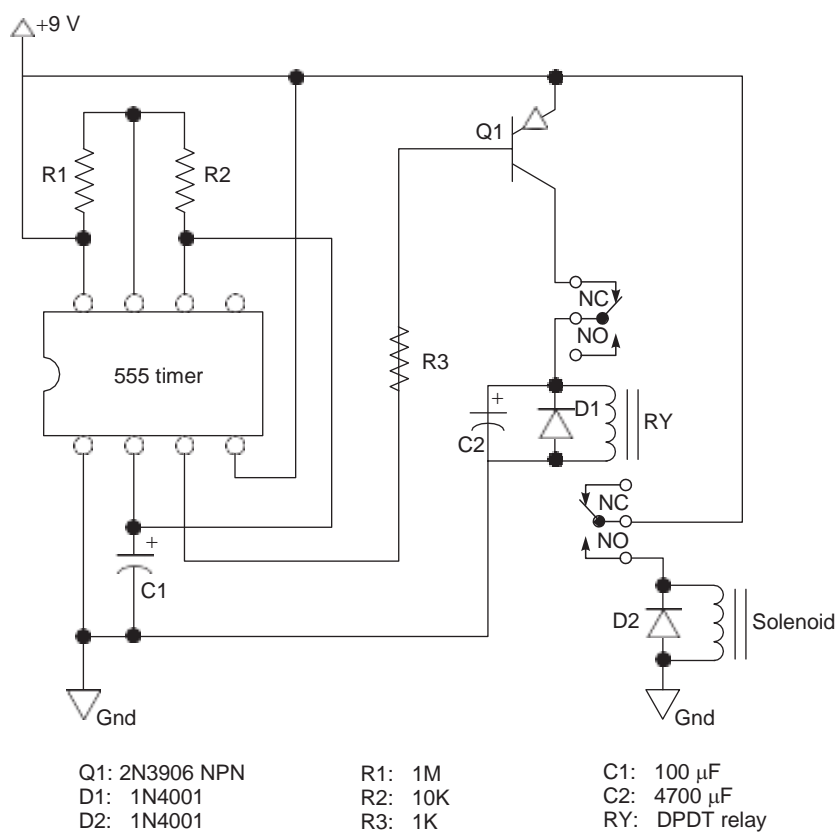 +9 V
Q1
R1
R2
NC
NO
555 timer
R3
+
D1
C2
RY
NC
NO
+
C1
D2
Solenoid
Gnd
Gnd
Q1: 2N3906 NPN
R1: 1M
C1: 100 µF
D1: 1N4001
R2: 10K
C2: 4700 µF
D2: 1N4001
R3: 1K
RY: DPDT relay